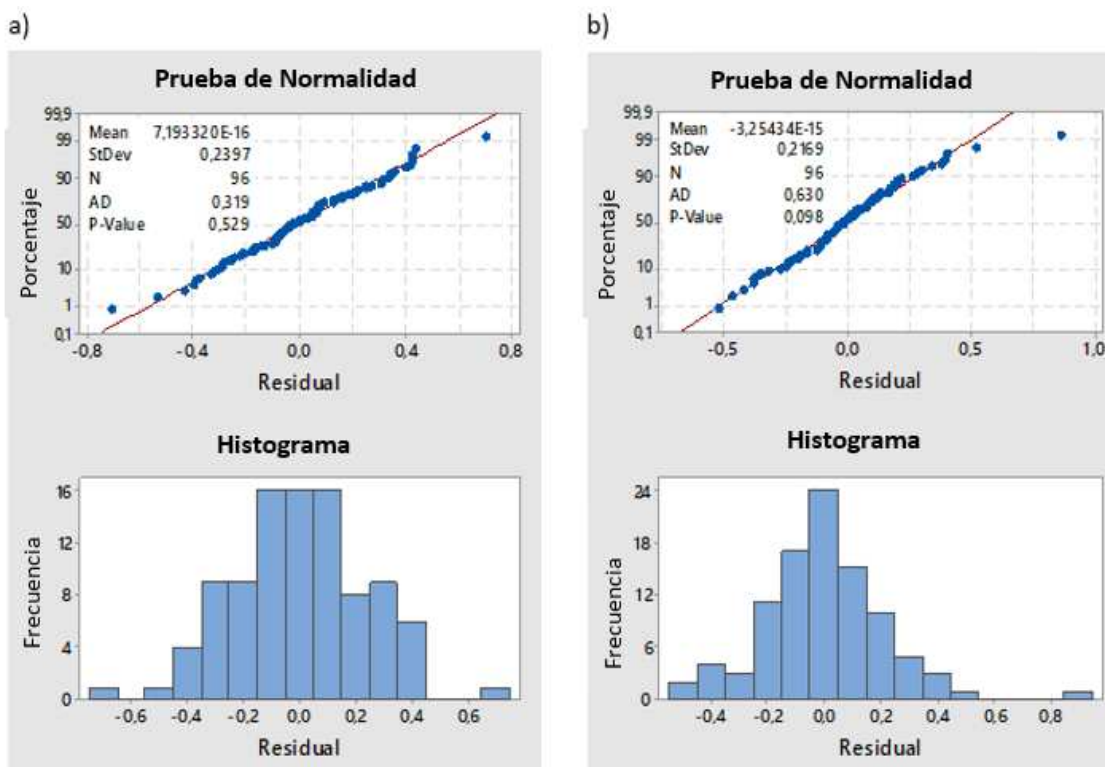 a)
Prueba de Normalidad
99,9
99
90
50
10
1
0,1
Porcentaje
Mean 7,193320E-16
StDev 0,2397
N 96
AD 0,319
P-Value 0,529
-0,8 -0,4 0,0 0,4 0,8
Residual
Histograma
16
12
8
4
0
Frecuencia
-0,6 -0,4 -0,2 0,0 0,2 0,4 0,6
Residual
b)
Prueba de Normalidad
99,9
99
90
50
10
1
0,1
Porcentaje
Mean -3,25434E-15
StDev 0,2169
N 96
AD 0,630
P-Value 0,098
-0,5 0,0 0,5 1,0
Residual
Histograma
24
18
12
6
0
Frecuencia
-0,4 -0,2 0,0 0,2 0,4 0,6 0,8
Residual